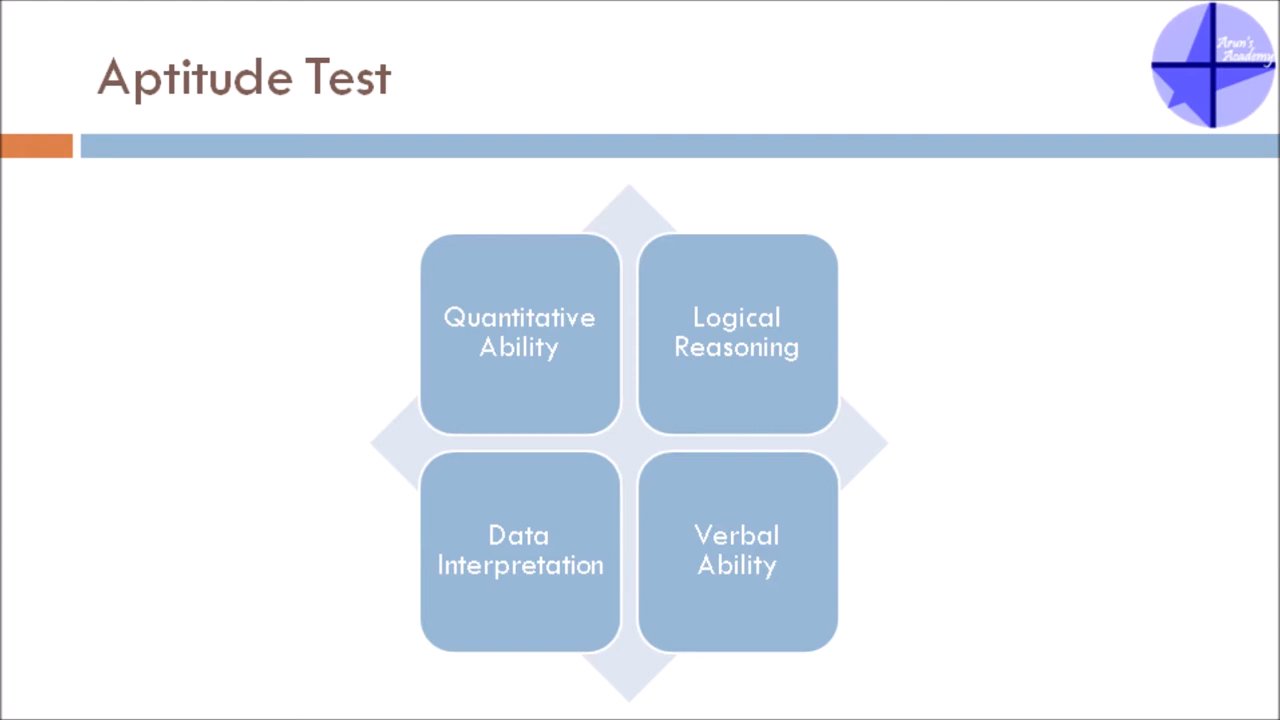 Aptitude Test
Arun's
Academy
Quantitative
Ability
Logical
Reasoning
Data
Interpretation
Verbal
Ability